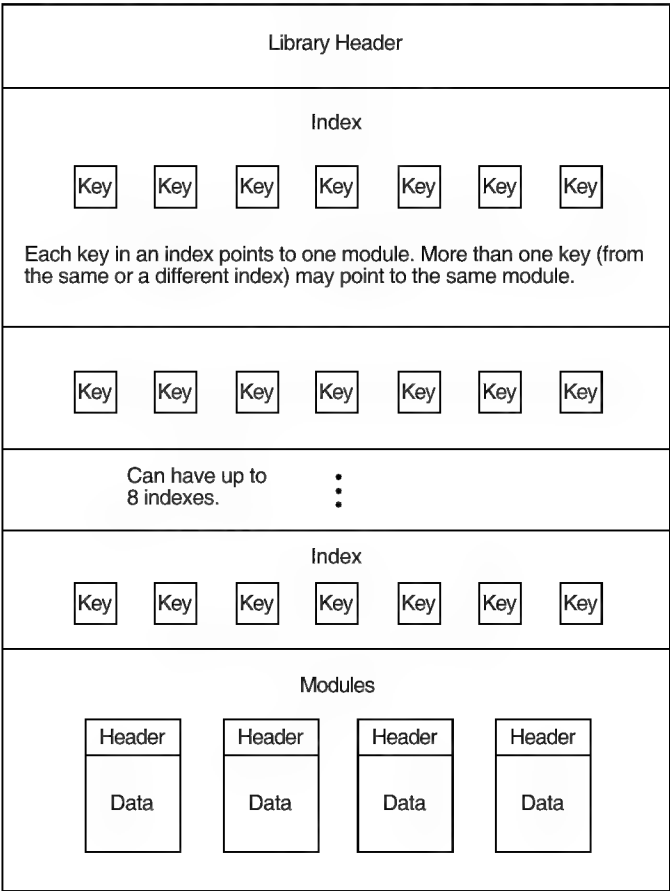 Library Header
Index
Key Key Key Key Key Key Key
Each key in an index points to one module. More than one key (from
the same or a different index) may point to the same module.
Key Key Key Key Key Key Key
Can have up to
8 indexes.
Index
Key Key Key Key Key Key Key
Modules
Header Header Header Header
Data Data Data Data